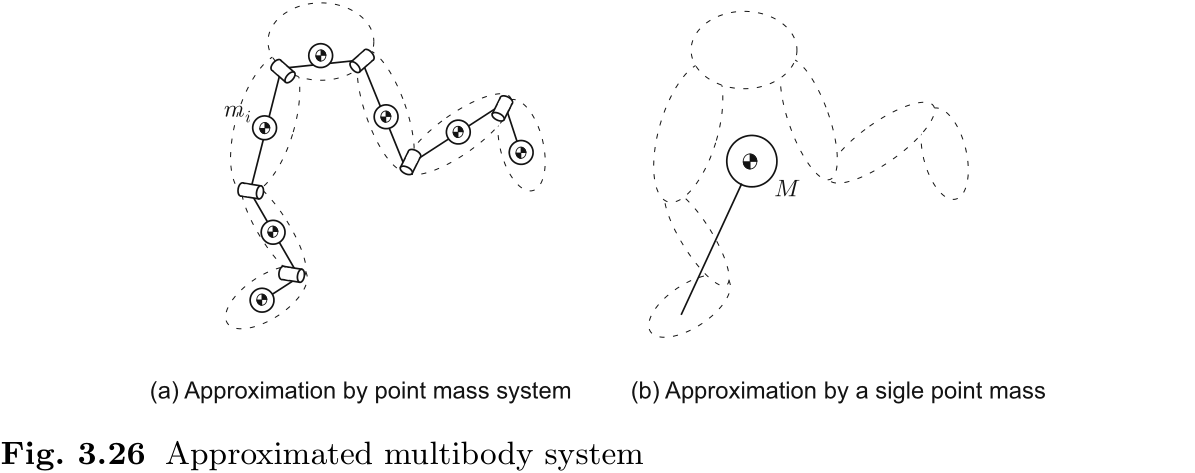 m_i
M
(a) Approximation by point mass system
(b) Approximation by a sigle point mass
Fig. 3.26 Approximated multibody system